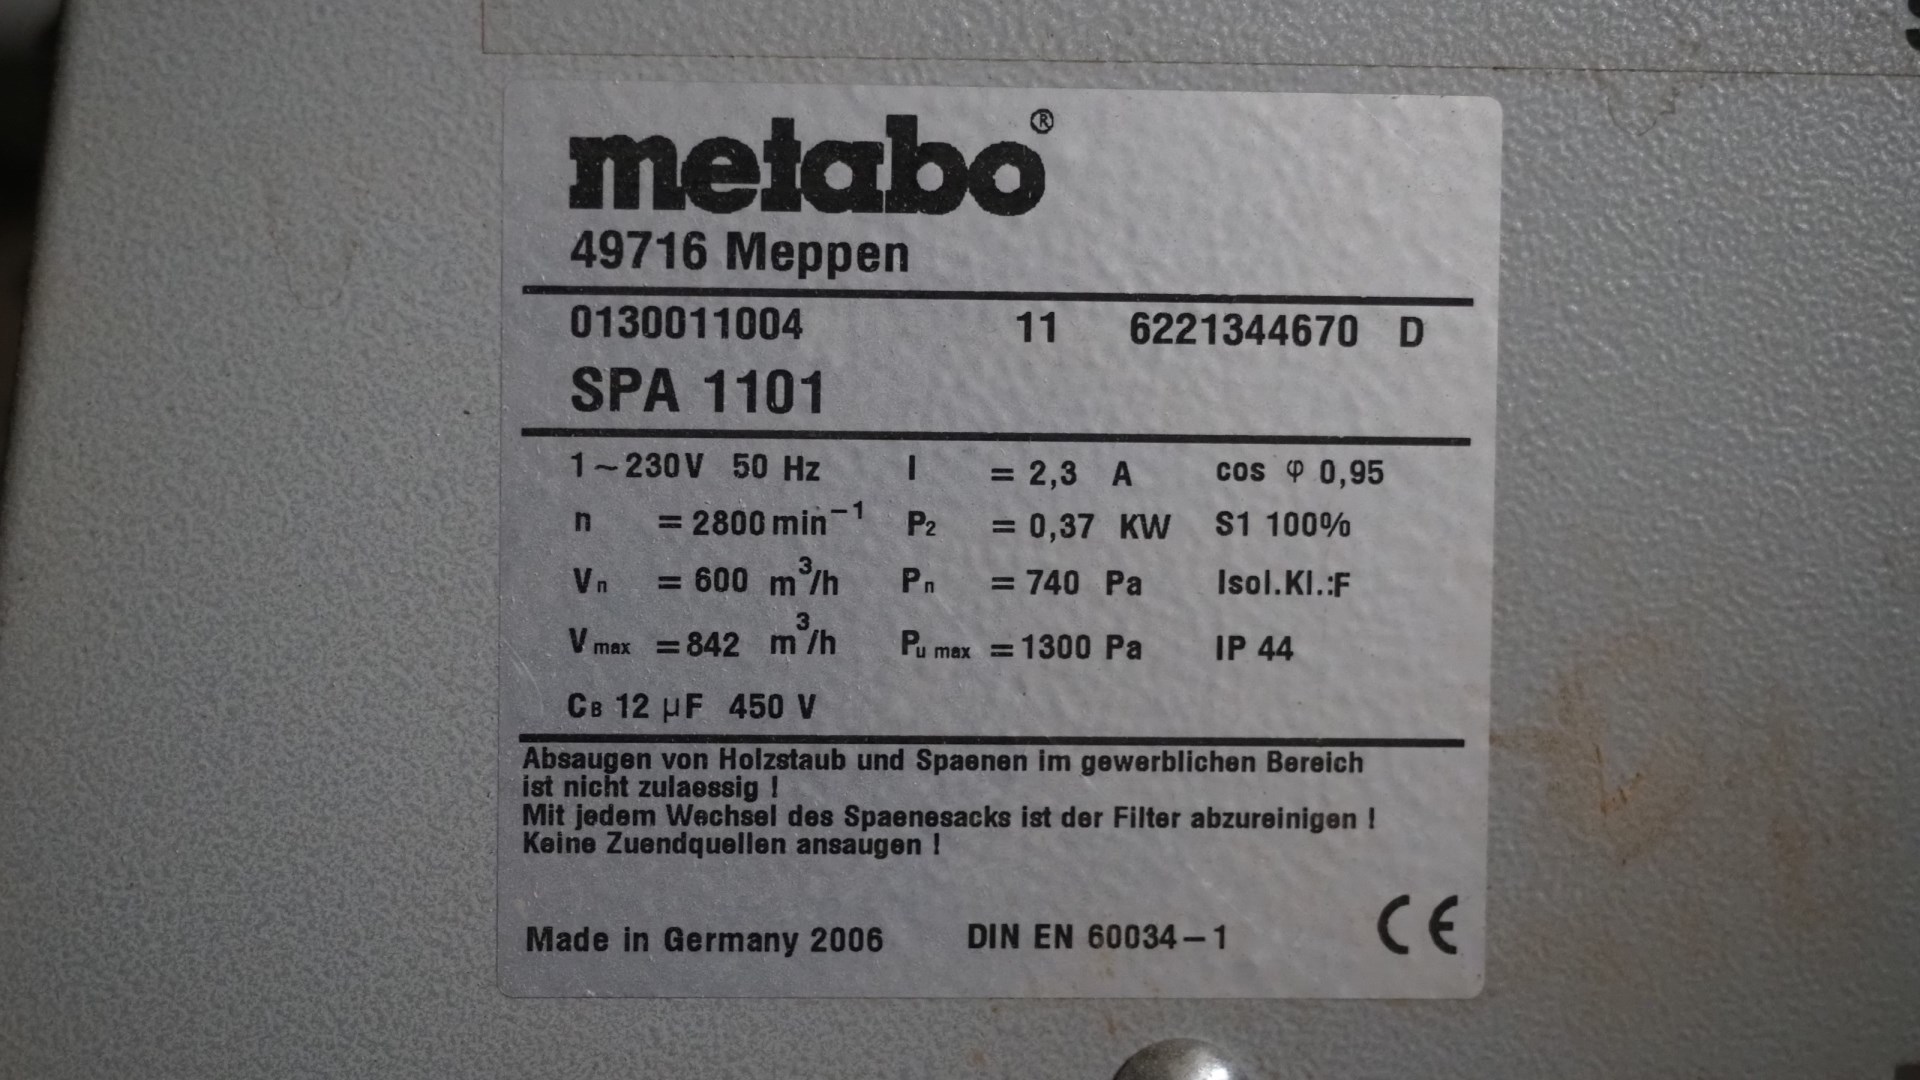 metabo®
49716 Meppen
0130011004 11 6221344670 D
SPA 1101
1~230V 50 Hz I = 2,3 A cos φ 0,95
n = 2800 min⁻¹ P₂ = 0,37 KW S1 100%
Vn = 600 m³/h Pn = 740 Pa Isol.Kl.:F
V max = 842 m³/h Pu max = 1300 Pa IP 44
CB 12 µF 450 V
Absaugen von Holzstaub und Spaenen im gewerblichen Bereich
ist nicht zulaessig !
Mit jedem Wechsel des Spaenesacks ist der Filter abzureinigen !
Keine Zuendquellen ansaugen !
Made in Germany 2006 DIN EN 60034-1 CE